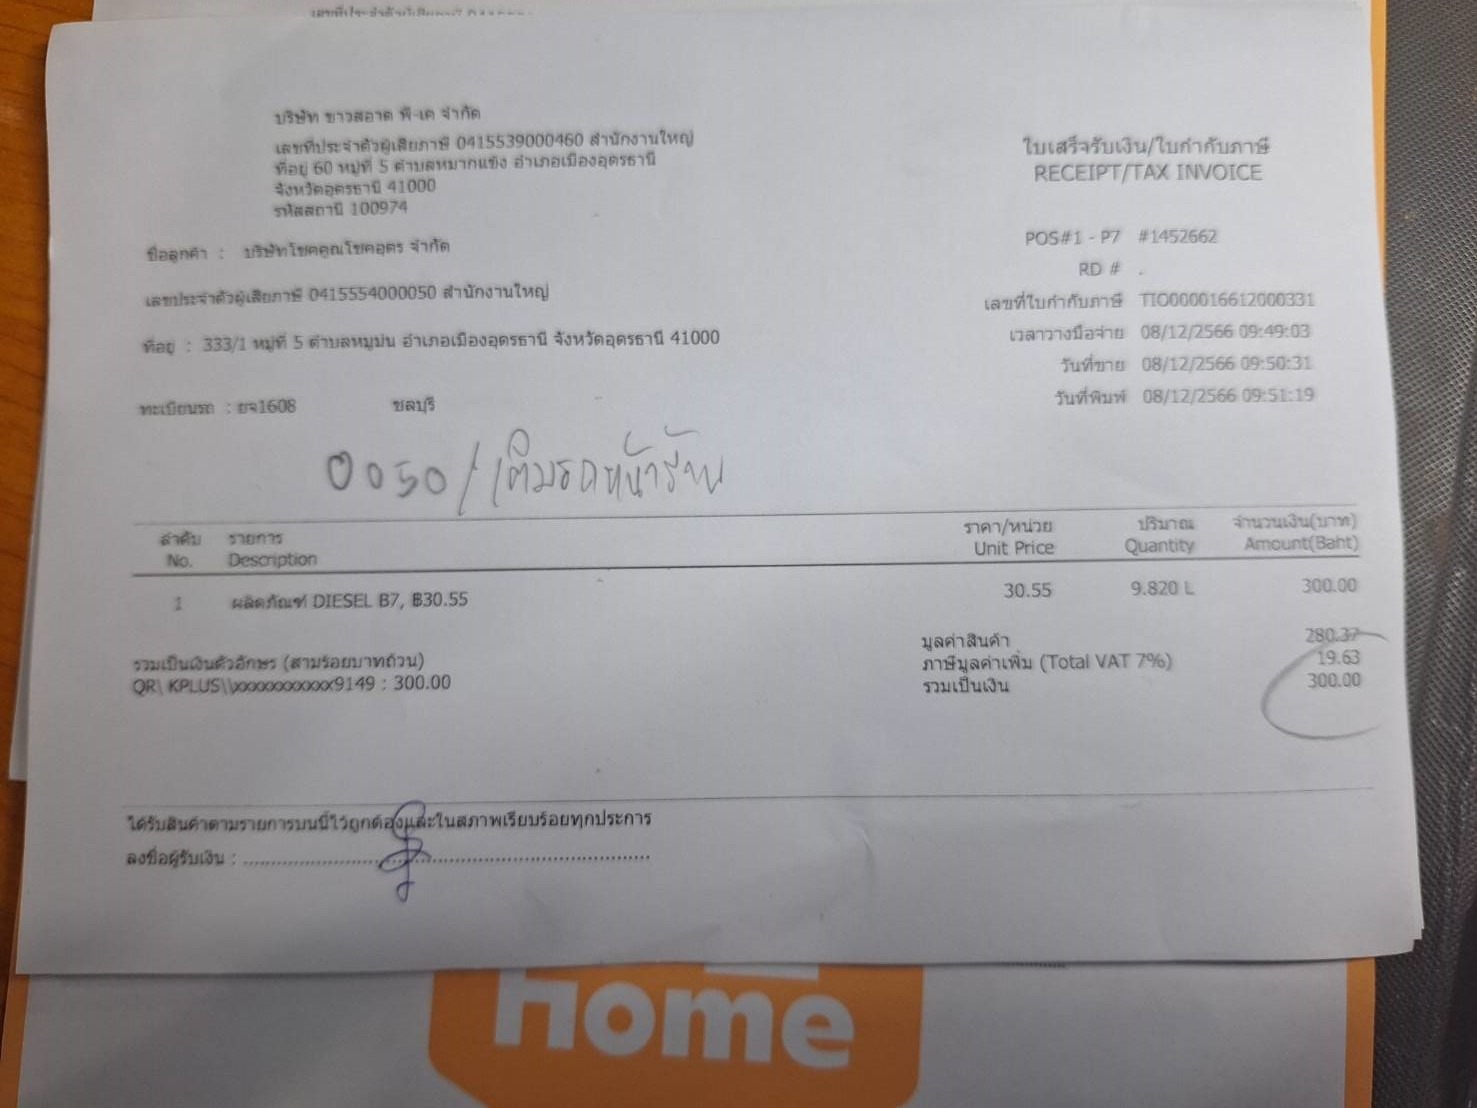 บริษัท ขาวสอาด พี-เค จำกัด
เลขที่ประจำตัวผู้เสียภาษี 0415539000460 สำนักงานใหญ่
ที่อยู่ 60 หมู่ที่ 5 ตำบลหมากแข้ง อำเภอเมืองอุดรธานี
จังหวัดอุดรธานี 41000
รหัสสถานี 100974
ใบเสร็จรับเงิน/ใบกำกับภาษี
RECEIPT/TAX INVOICE
ชื่อลูกค้า : บริษัทโชคคูณโชคอุดร จำกัด
เลขประจำตัวผู้เสียภาษี 0415554000050 สำนักงานใหญ่
ที่อยู่ : 333/1 หมู่ที่ 5 ตำบลหมูม่น อำเภอเมืองอุดรธานี จังหวัดอุดรธานี 41000
ทะเบียนรถ : ยจ1608 ชลบุรี
POS#1 - P7 #1452662
RD # .
เลขที่ใบกำกับภาษี TIO000016612000331
เวลาวางมือจ่าย 08/12/2566 09:49:03
วันที่ขาย 08/12/2566 09:50:31
วันที่พิมพ์ 08/12/2566 09:51:19
0050 / เติมรถหน้าร้าน
ลำดับ รายการ ราคา/หน่วย ปริมาณ จำนวนเงิน(บาท)
No. Description Unit Price Quantity Amount(Baht)
1 ผลิตภัณฑ์ DIESEL B7, ฿30.55 30.55 9.820 L 300.00
มูลค่าสินค้า 280.37
รวมเป็นเงินตัวอักษร (สามร้อยบาทถ้วน) ภาษีมูลค่าเพิ่ม (Total VAT 7%) 19.63
QR\ KPLUS\\xxxxxxxxxxxx9149 : 300.00 รวมเป็นเงิน 300.00
ได้รับสินค้าตามรายการบนนี้ไว้ถูกต้องและในสภาพเรียบร้อยทุกประการ
ลงชื่อผู้รับเงิน :
Home